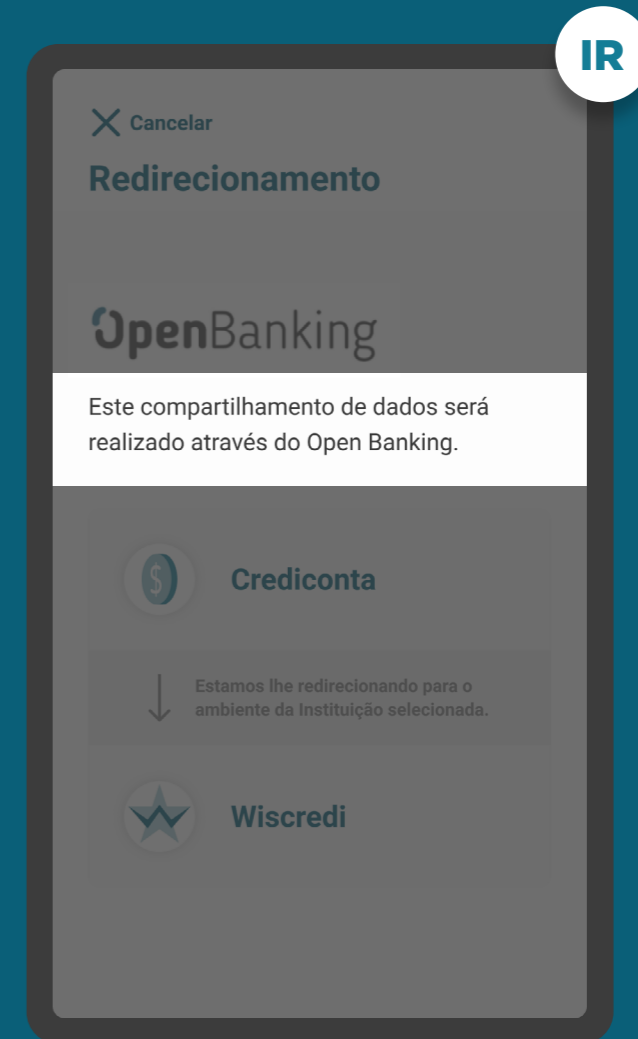 IR
Cancelar
Redirecionamento
OpenBanking
Este compartilhamento de dados será
realizado através do Open Banking.
$
Crediconta
Estamos lhe redirecionando para o
ambiente da Instituição selecionada.
Wiscredi